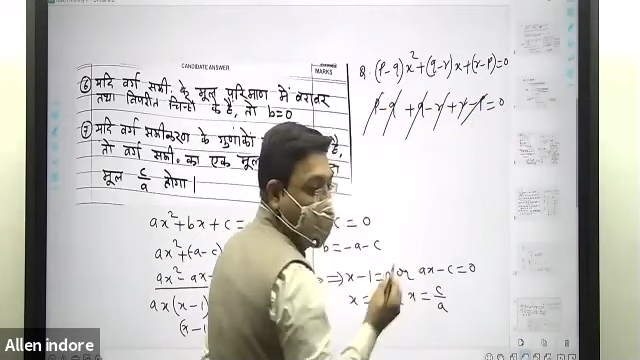 CANDIDATE ANSWER
MARKS
⑥ यदि वर्ग समी. के मूल परिमाण में बराबर
तथा विपरीत चिन्हों के हैं, तो b=0
⑦ यदि वर्ग समीकरण के गुणांकों
है,
तो वर्ग समी. का एक मूल
मूल c/a होगा।
ax²+bx+c=
c=0
ax²+(-a-c)
b=-a-c
ax²-ax-
⇒x-1=0 or ax-c=0
ax(x-1)
x=
x=c/a
(x-1
Q. (p-q)x²+(q-r)x+(r-p)=0
p-q+q-r+r-p=0
Allen indore